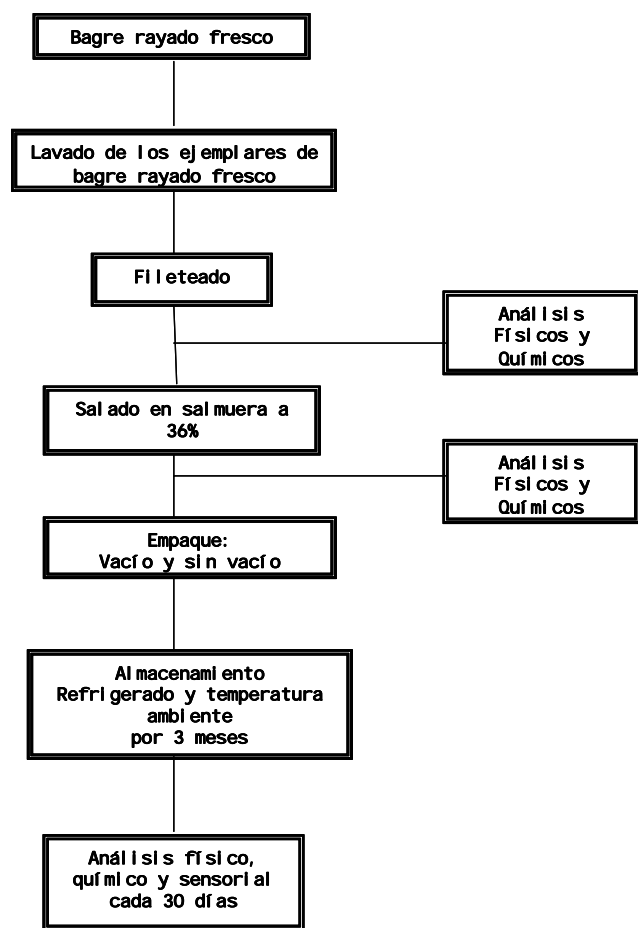 Bagre rayado fresco
Lavado de los ejemplares de
bagre rayado fresco
Fileteado
Análisis
Físicos y
Químicos
Salado en salmuera a
36%
Análisis
Físicos y
Químicos
Empaque:
Vacío y sin vacío
Almacenamiento
Refrigerado y temperatura
ambiente
por 3 meses
Análisis físico,
químico y sensorial
cada 30 días